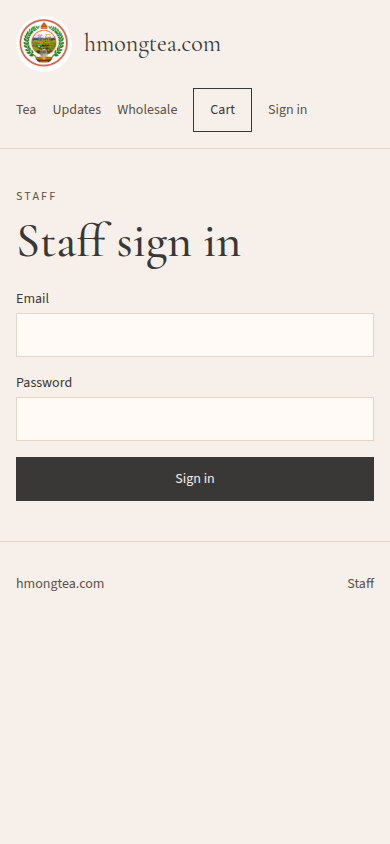 hmongtea.com
Tea Updates Wholesale Cart Sign in
STAFF
Staff sign in
Email
Password
Sign in
hmongtea.com Staff